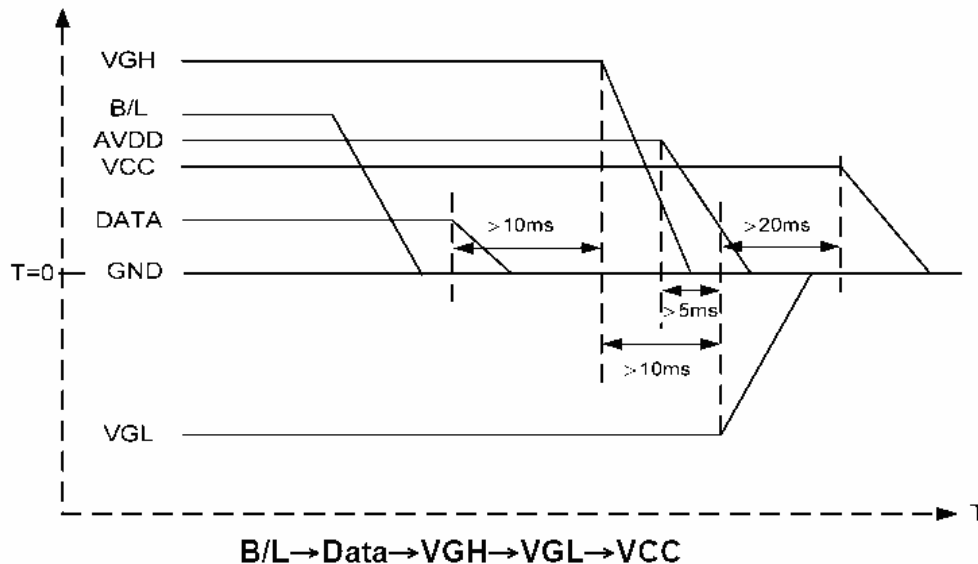 VGH
B/L
AVDD
VCC
DATA
>10ms
>20ms
T=0
GND
>5ms
>10ms
VGL
T
B/L→Data→VGH→VGL→VCC